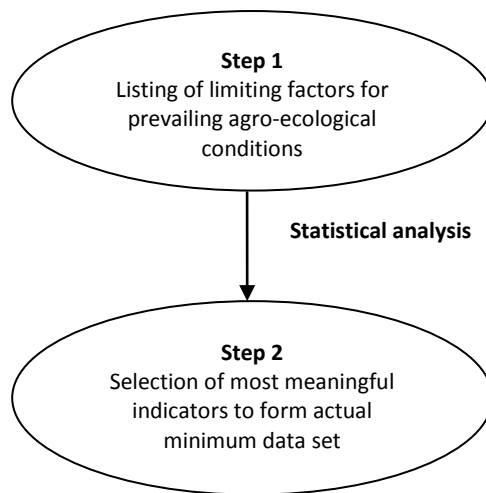 Step 1
Listing of limiting factors for
prevailing agro-ecological
conditions
Statistical analysis
Step 2
Selection of most meaningful
indicators to form actual
minimum data set